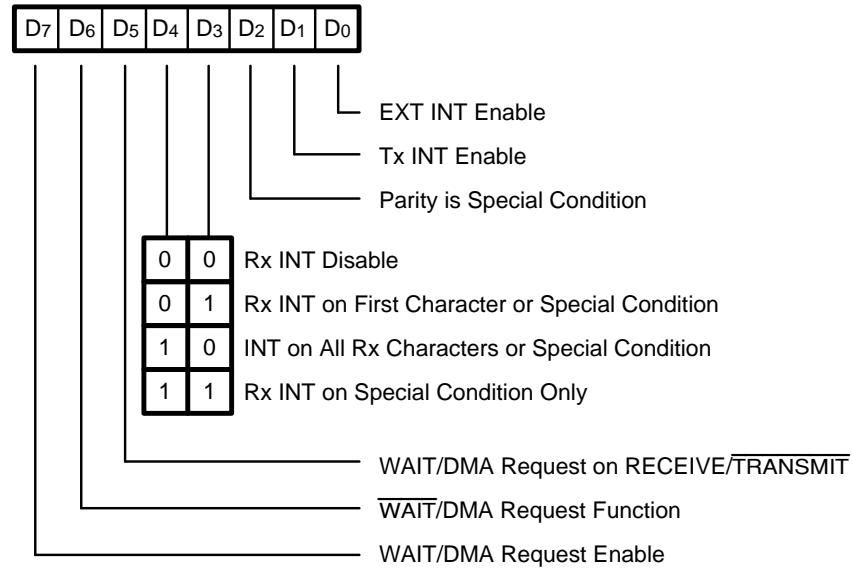 D7 D6 D5 D4 D3 D2 D1 D0
EXT INT Enable
Tx INT Enable
Parity is Special Condition
0 0 Rx INT Disable
0 1 Rx INT on First Character or Special Condition
1 0 INT on All Rx Characters or Special Condition
1 1 Rx INT on Special Condition Only
WAIT/DMA Request on RECEIVE/T̅R̅A̅N̅S̅M̅I̅T̅
W̅A̅I̅T̅/DMA Request Function
WAIT/DMA Request Enable